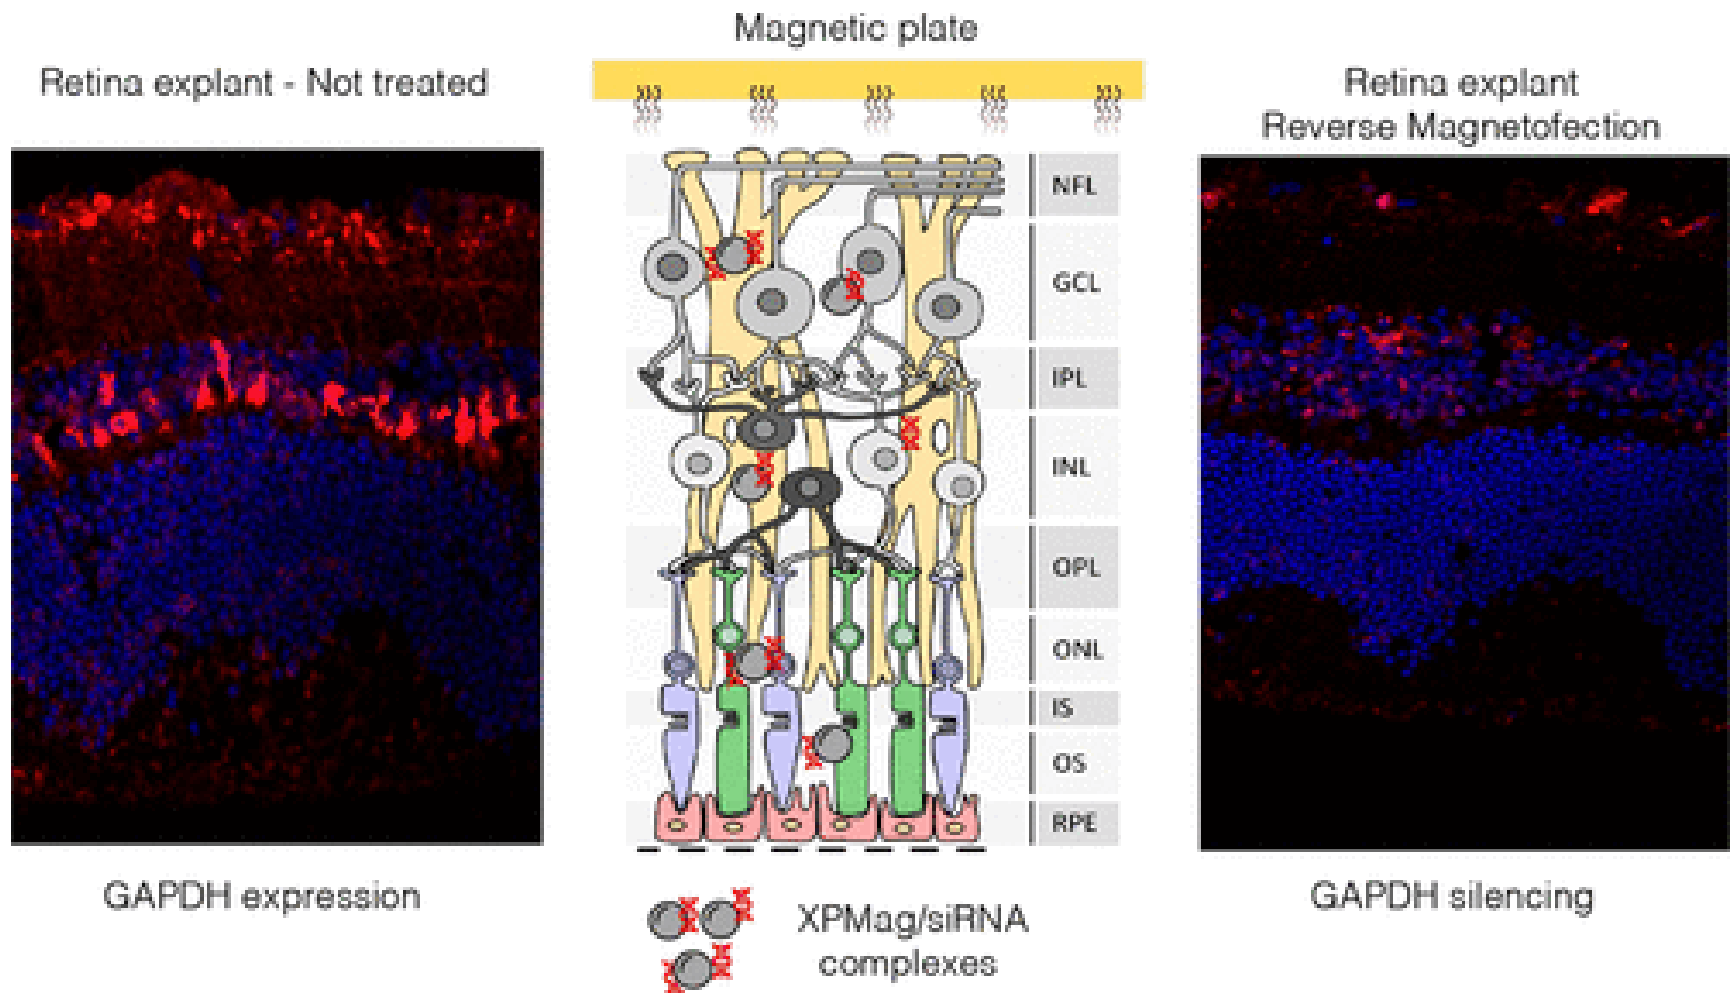 Magnetic plate
Retina explant - Not treated
Retina explant
Reverse Magnetofection
NFL
GCL
IPL
INL
OPL
ONL
IS
OS
RPE
GAPDH expression
XPMag/siRNA
complexes
GAPDH silencing